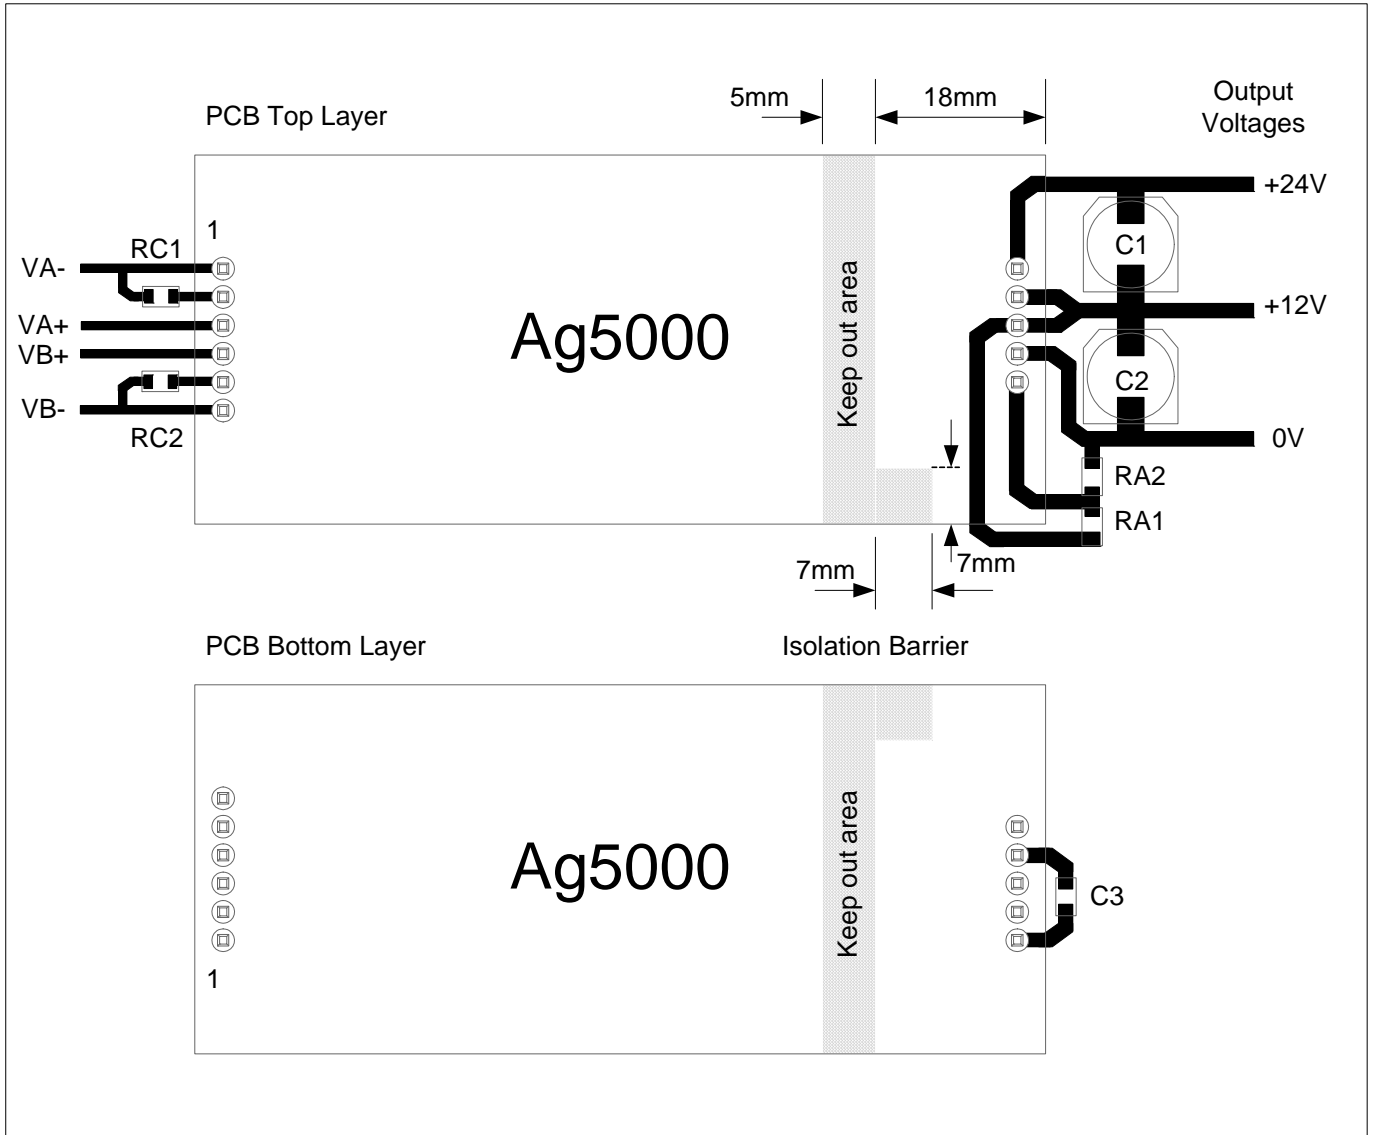 PCB Top Layer
5mm
18mm
Output
Voltages
+24V
1
RC1
VA-
C1
Keep out area
+12V
VA+
Ag5000
VB+
C2
VB-
RC2
0V
RA2
RA1
7mm
7mm
PCB Bottom Layer
Isolation Barrier
Keep out area
Ag5000
C3
1